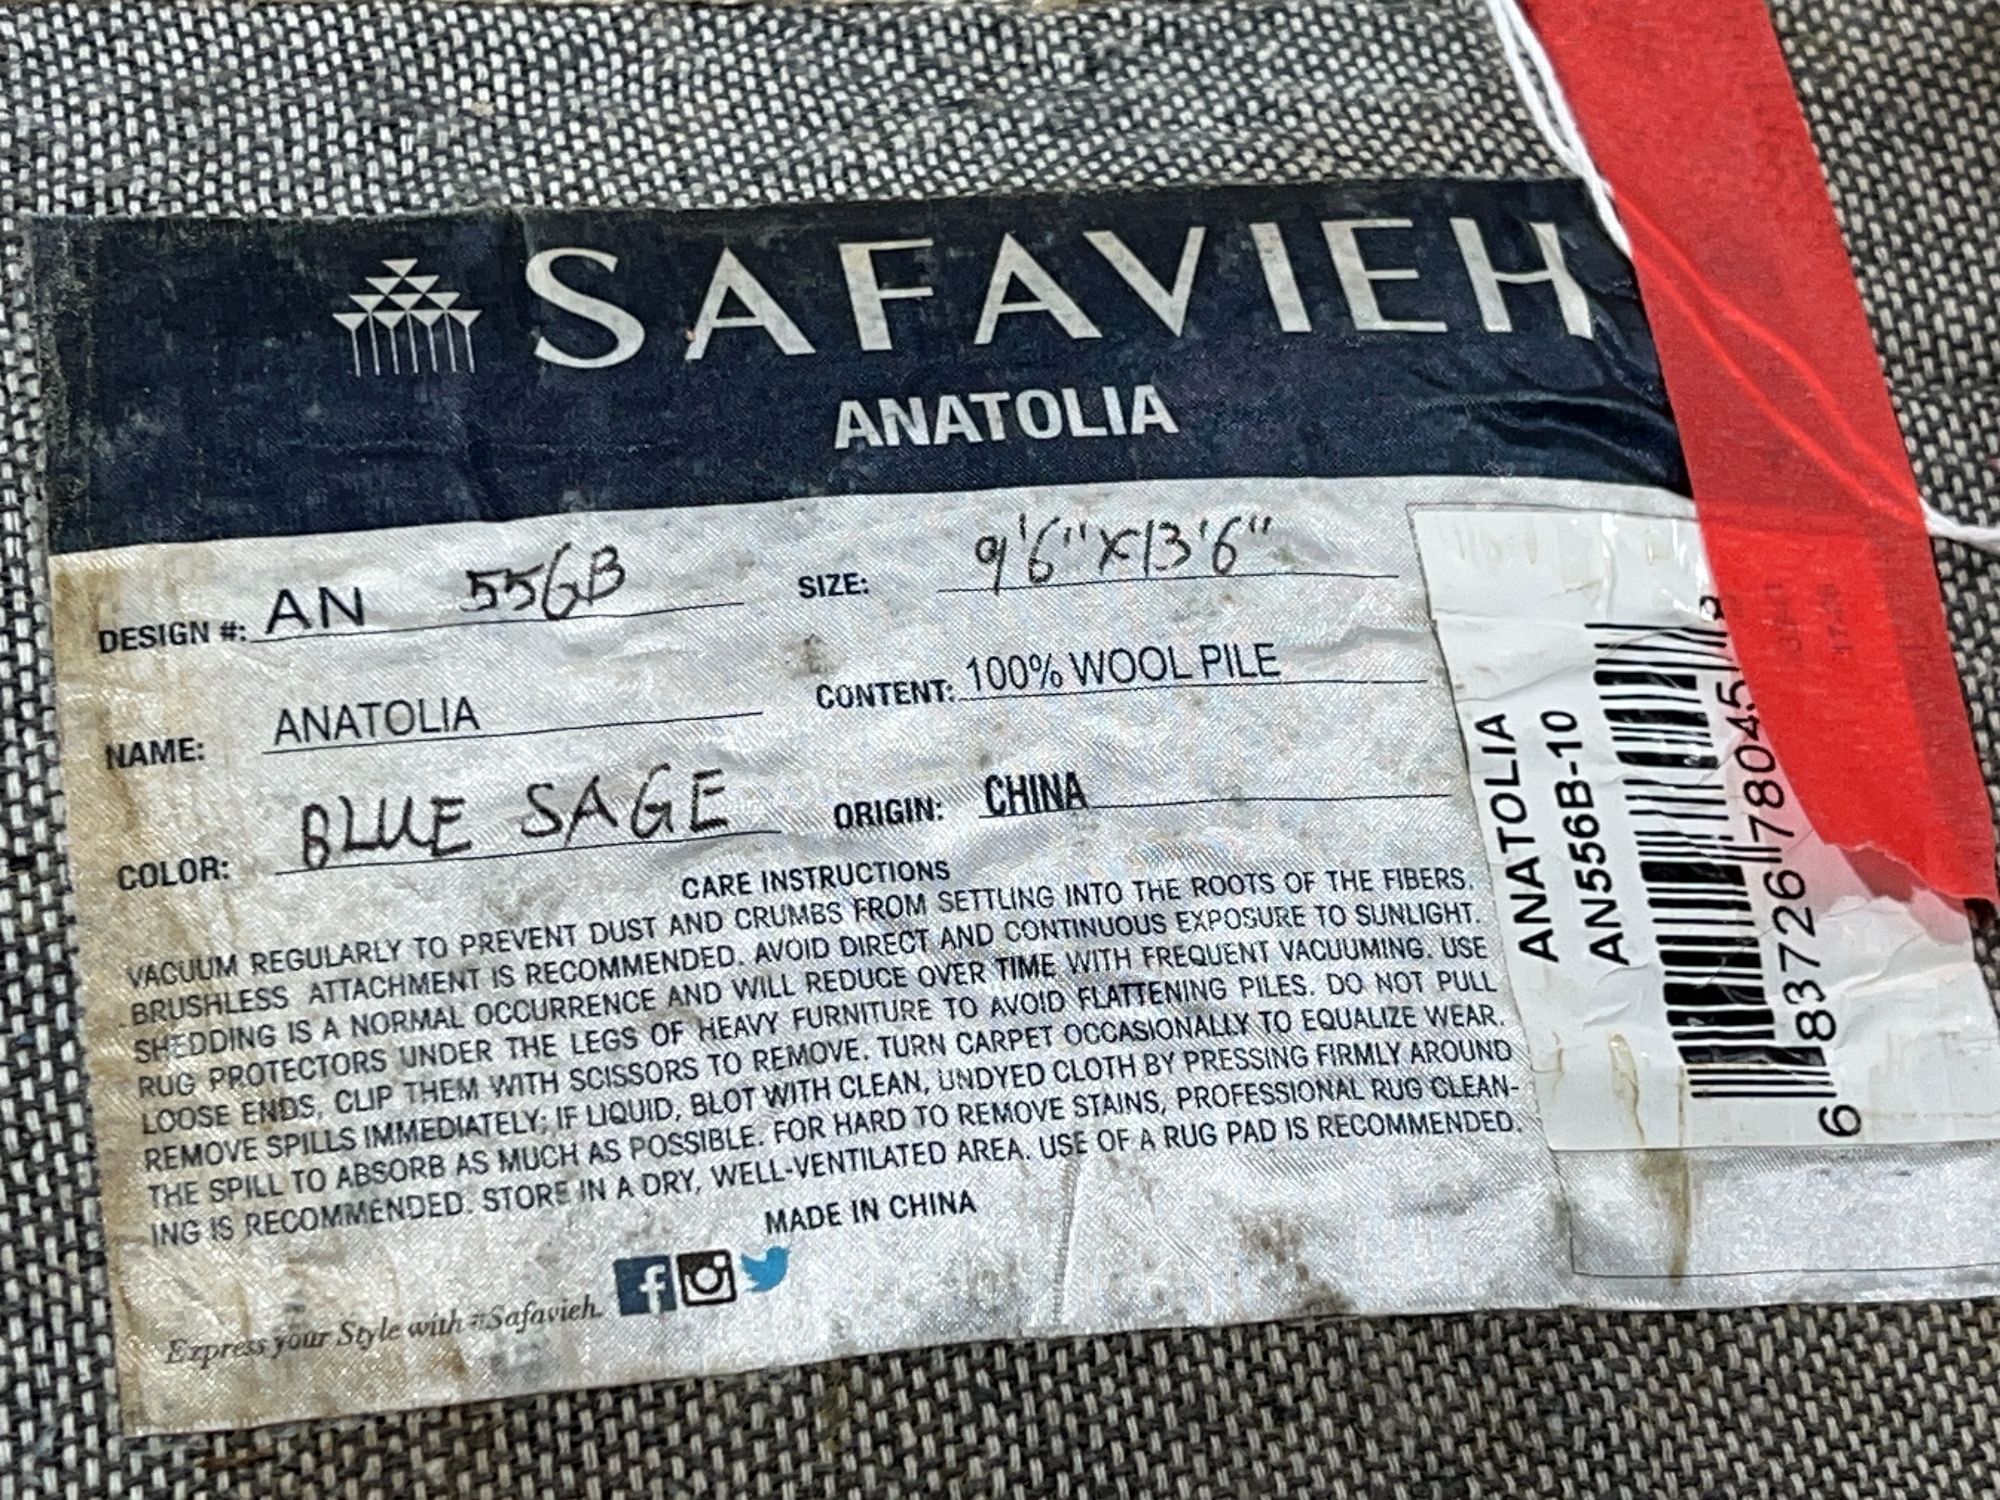 SAFAVIEH
ANATOLIA
DESIGN #: AN 556B
SIZE: 9'6" X 13'6"
NAME: ANATOLIA
CONTENT: 100% WOOL PILE
COLOR: BLUE SAGE
ORIGIN: CHINA
CARE INSTRUCTIONS
VACUUM REGULARLY TO PREVENT DUST AND CRUMBS FROM SETTLING INTO THE ROOTS OF THE FIBERS.
BRUSHLESS ATTACHMENT IS RECOMMENDED. AVOID DIRECT AND CONTINUOUS EXPOSURE TO SUNLIGHT.
SHEDDING IS A NORMAL OCCURRENCE AND WILL REDUCE OVER TIME WITH FREQUENT VACUUMING. USE
RUG PROTECTORS UNDER THE LEGS OF HEAVY FURNITURE TO AVOID FLATTENING PILES. DO NOT PULL
LOOSE ENDS, CLIP THEM WITH SCISSORS TO REMOVE. TURN CARPET OCCASIONALLY TO EQUALIZE WEAR.
REMOVE SPILLS IMMEDIATELY; IF LIQUID, BLOT WITH CLEAN, UNDYED CLOTH BY PRESSING FIRMLY AROUND
THE SPILL TO ABSORB AS MUCH AS POSSIBLE. FOR HARD TO REMOVE STAINS, PROFESSIONAL RUG CLEAN-
ING IS RECOMMENDED. STORE IN A DRY, WELL-VENTILATED AREA. USE OF A RUG PAD IS RECOMMENDED.
MADE IN CHINA
Express your Style with #Safavieh.
ANATOLIA
AN556B-10
6 83726 78045